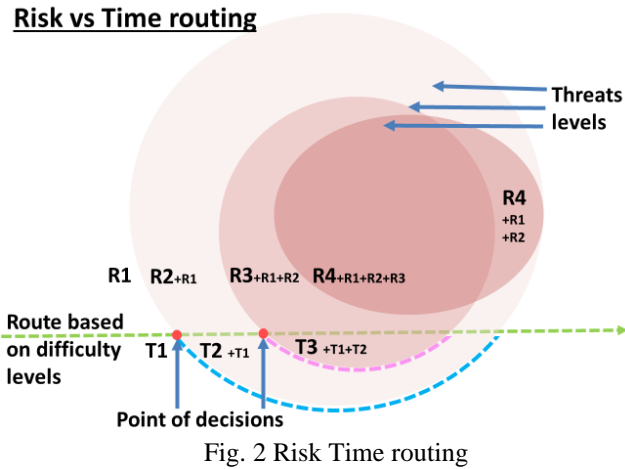 Risk vs Time routing
Threats
levels
R4
+R1
+R2
R1 R2+R1 R3+R1+R2 R4+R1+R2+R3
Route based
on difficulty
levels
T1 T2 +T1 T3 +T1+T2
Point of decisions
Fig. 2 Risk Time routing